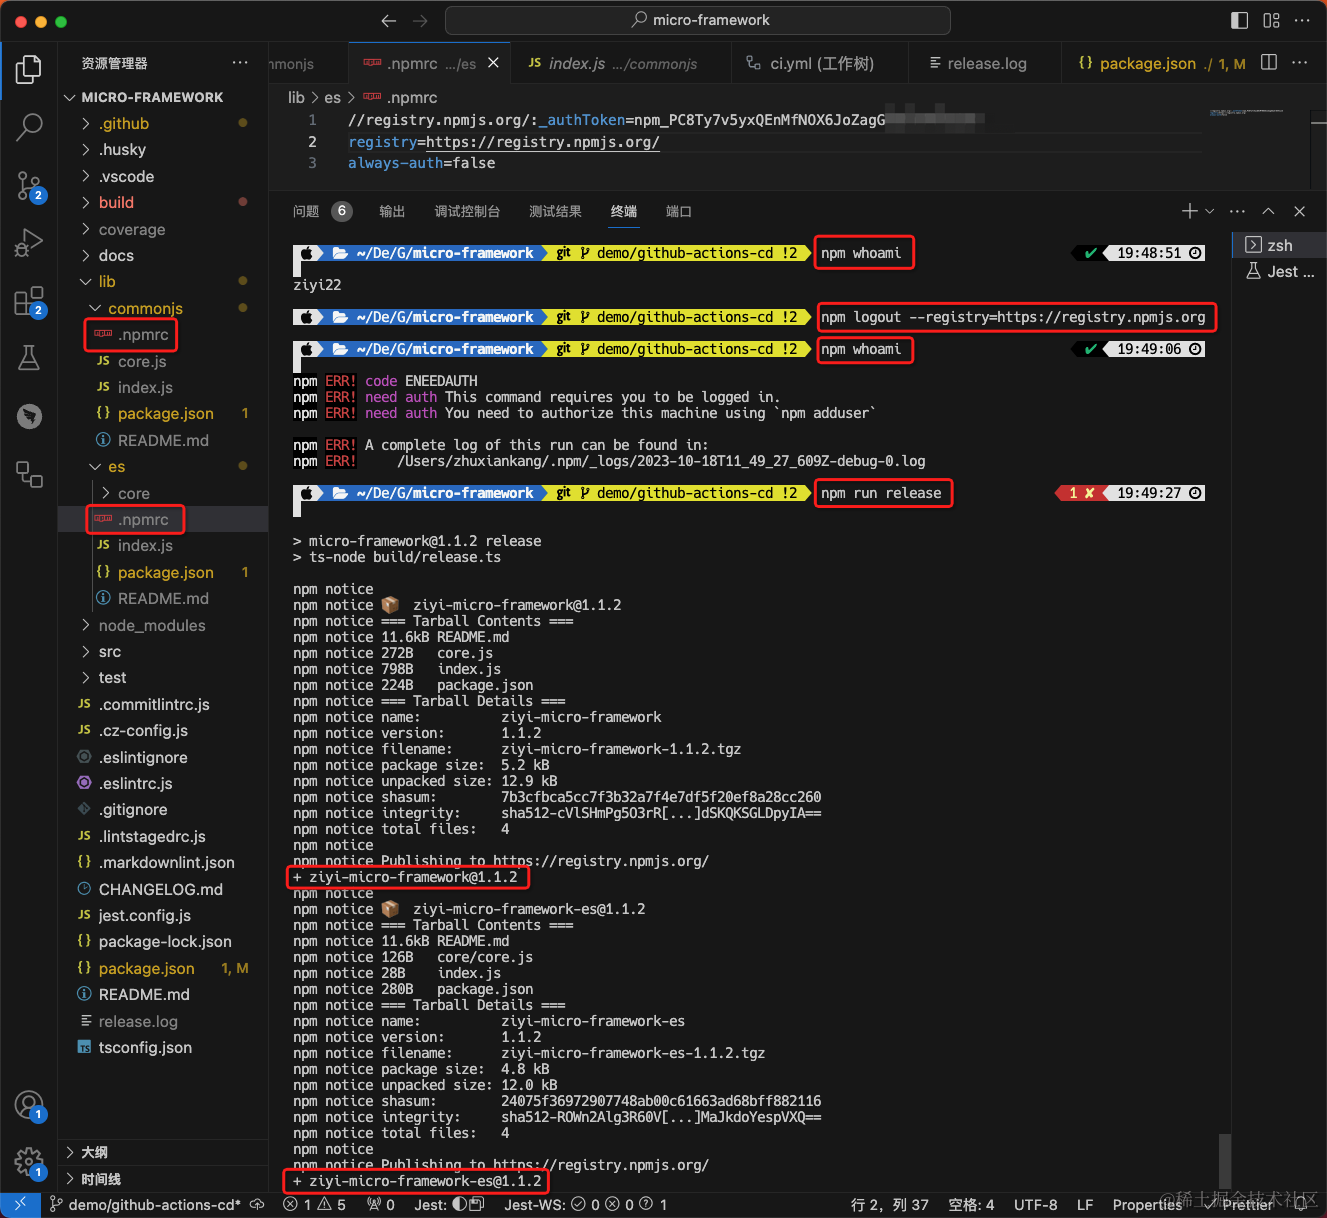 micro-framework
资源管理器
MICRO-FRAMEWORK
.github
.husky
.vscode
build
coverage
docs
lib
commonjs
.npmrc
core.js
index.js
package.json 1
README.md
es
core
.npmrc
index.js
package.json 1
README.md
node_modules
src
test
.commitlintrc.js
.cz-config.js
.eslintignore
.eslintrc.js
.gitignore
.lintstagedrc.js
.markdownlint.json
CHANGELOG.md
jest.config.js
package-lock.json
package.json 1, M
README.md
release.log
tsconfig.json
大纲
时间线
2
2
1
1
mmonjs
.npmrc .../es
index.js .../commonjs
ci.yml (工作树)
release.log
package.json ./ 1, M
lib > es > .npmrc
1 //registry.npmjs.org/:_authToken=npm_PC8Ty7v5yxQEnMfNOX6JoZagG
2 registry=https://registry.npmjs.org/
3 always-auth=false
问题 6 输出 调试控制台 测试结果 终端 端口
zsh
Jest ...
~/De/G/micro-framework git demo/github-actions-cd !2 npm whoami ✔ 19:48:51
ziyi22
~/De/G/micro-framework git demo/github-actions-cd !2 npm logout --registry=https://registry.npmjs.org
~/De/G/micro-framework git demo/github-actions-cd !2 npm whoami ✔ 19:49:06
npm ERR! code ENEEDAUTH
npm ERR! need auth This command requires you to be logged in.
npm ERR! need auth You need to authorize this machine using `npm adduser`
npm ERR! A complete log of this run can be found in:
npm ERR! /Users/zhuxiankang/.npm/_logs/2023-10-18T11_49_27_609Z-debug-0.log
~/De/G/micro-framework git demo/github-actions-cd !2 npm run release 1 ✘ 19:49:27
> micro-framework@1.1.2 release
> ts-node build/release.ts
npm notice
npm notice 📦 ziyi-micro-framework@1.1.2
npm notice === Tarball Contents ===
npm notice 11.6kB README.md
npm notice 272B core.js
npm notice 798B index.js
npm notice 224B package.json
npm notice === Tarball Details ===
npm notice name: ziyi-micro-framework
npm notice version: 1.1.2
npm notice filename: ziyi-micro-framework-1.1.2.tgz
npm notice package size: 5.2 kB
npm notice unpacked size: 12.9 kB
npm notice shasum: 7b3cfbca5cc7f3b32a7f4e7df5f20ef8a28cc260
npm notice integrity: sha512-cVlSHmPg5O3rR[...]dSKQKSGLDpyIA==
npm notice total files: 4
npm notice
npm notice Publishing to https://registry.npmjs.org/
+ ziyi-micro-framework@1.1.2
npm notice
npm notice 📦 ziyi-micro-framework-es@1.1.2
npm notice === Tarball Contents ===
npm notice 11.6kB README.md
npm notice 126B core/core.js
npm notice 28B index.js
npm notice 280B package.json
npm notice === Tarball Details ===
npm notice name: ziyi-micro-framework-es
npm notice version: 1.1.2
npm notice filename: ziyi-micro-framework-es-1.1.2.tgz
npm notice package size: 4.8 kB
npm notice unpacked size: 12.0 kB
npm notice shasum: 24075f36972907748ab00c61663ad68bff882116
npm notice integrity: sha512-ROWn2Alg3R60V[...]MaJkdoYespVXQ==
npm notice total files: 4
npm notice
npm notice Publishing to https://registry.npmjs.org/
+ ziyi-micro-framework-es@1.1.2
demo/github-actions-cd* 1 5 0 Jest: Jest-WS: 0 0 1 行 2，列 37 空格: 4 UTF-8 LF Properties Prettier
@稀土掘金技术社区